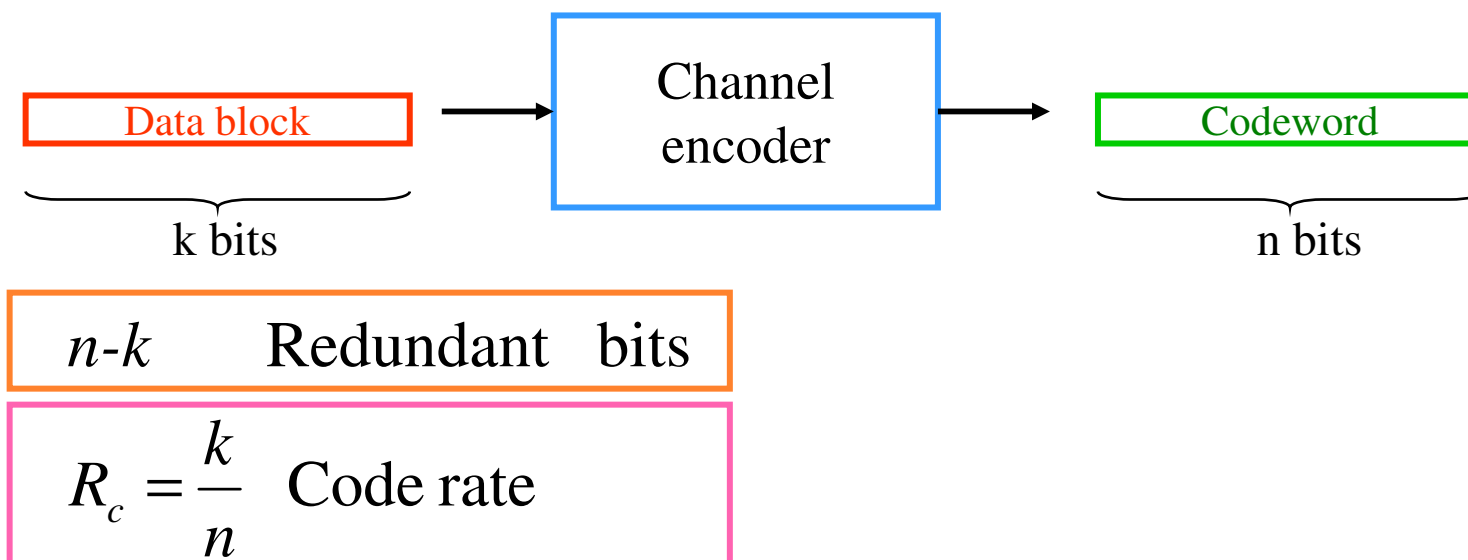 Data block
Channel
encoder
Codeword
k bits
n bits
n-k Redundant bits
R_c = k/n Code rate